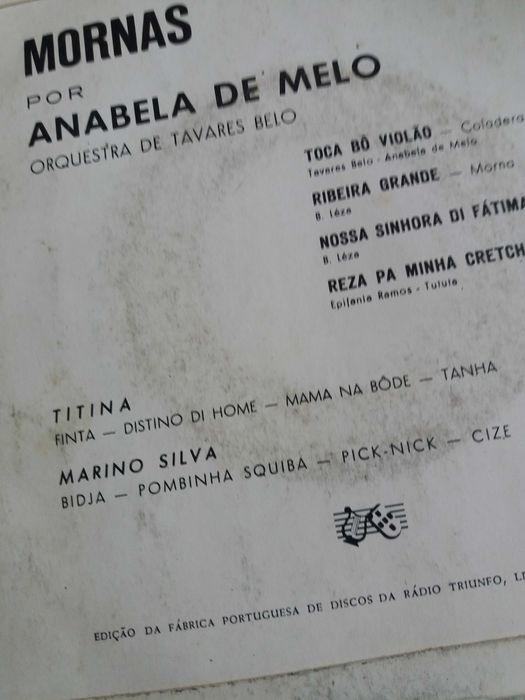 MORNAS
POR
ANABELA DE MELO
ORQUESTRA DE TAVARES BELO
TOCA BÔ VIOLÃO — Coladera
Tavares Belo - Anabela de Melo
RIBEIRA GRANDE — Morna
B. Léza
NOSSA SINHORA DI FÁTIMA
B. Léza
REZA PA MINHA CRETCH
Epifania Ramos - Tututa
TITINA
FINTA — DISTINO DI HOME — MAMA NA BÔDE — TANHA
MARINO SILVA
BIDJA — POMBINHA SQUIBA — PICK-NICK — CIZE
EDIÇÃO DA FÁBRICA PORTUGUESA DE DISCOS DA RÁDIO TRIUNFO, LD